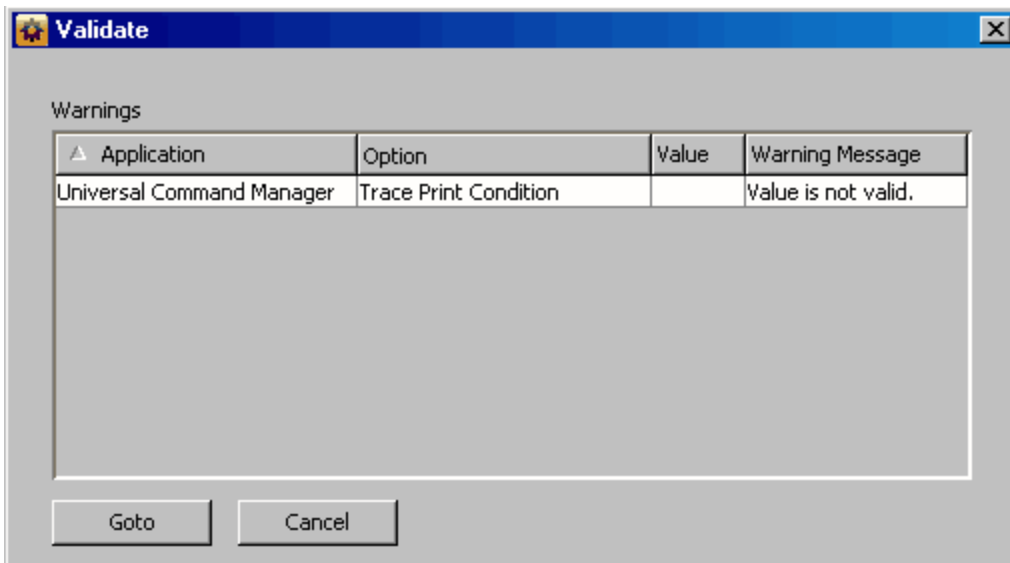 Validate
Warnings
Application Option Value Warning Message
Universal Command Manager Trace Print Condition Value is not valid.
Goto Cancel